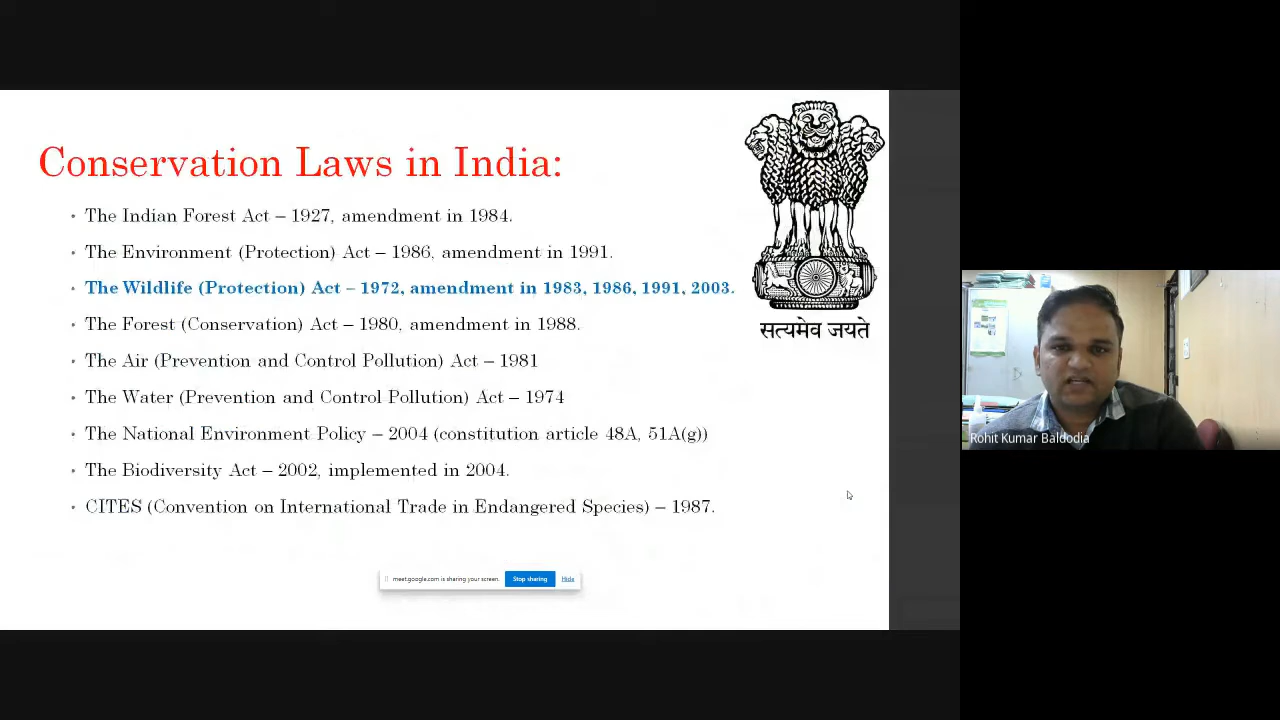 Conservation Laws in India:
The Indian Forest Act – 1927, amendment in 1984.
The Environment (Protection) Act – 1986, amendment in 1991.
The Wildlife (Protection) Act – 1972, amendment in 1983, 1986, 1991, 2003.
The Forest (Conservation) Act – 1980, amendment in 1988.
The Air (Prevention and Control Pollution) Act – 1981
The Water (Prevention and Control Pollution) Act – 1974
The National Environment Policy – 2004 (constitution article 48A, 51A(g))
The Biodiversity Act – 2002, implemented in 2004.
CITES (Convention on International Trade in Endangered Species) – 1987.
सत्यमेव जयते
meet.google.com is sharing your screen. Stop sharing Hide
Rohit Kumar Baldodia